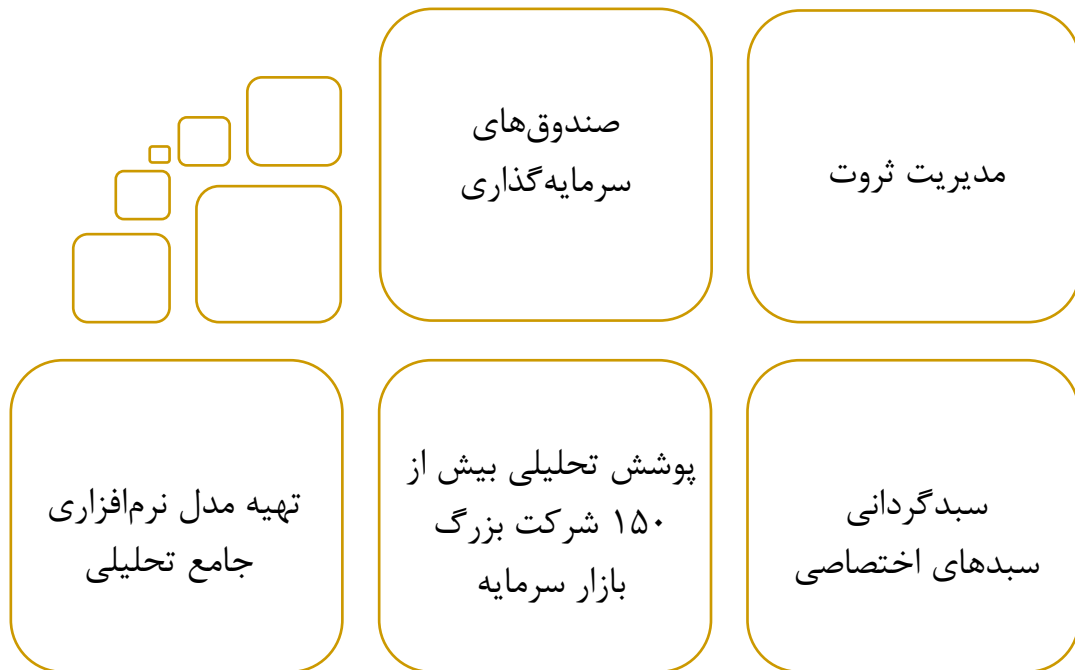 مدیریت ثروت
صندوق‌های
سرمایه‌گذاری
سبدگردانی
سبدهای اختصاصی
پوشش تحلیلی بیش از
۱۵۰ شرکت بزرگ
بازار سرمایه
تهیه مدل نرم‌افزاری
جامع تحلیلی